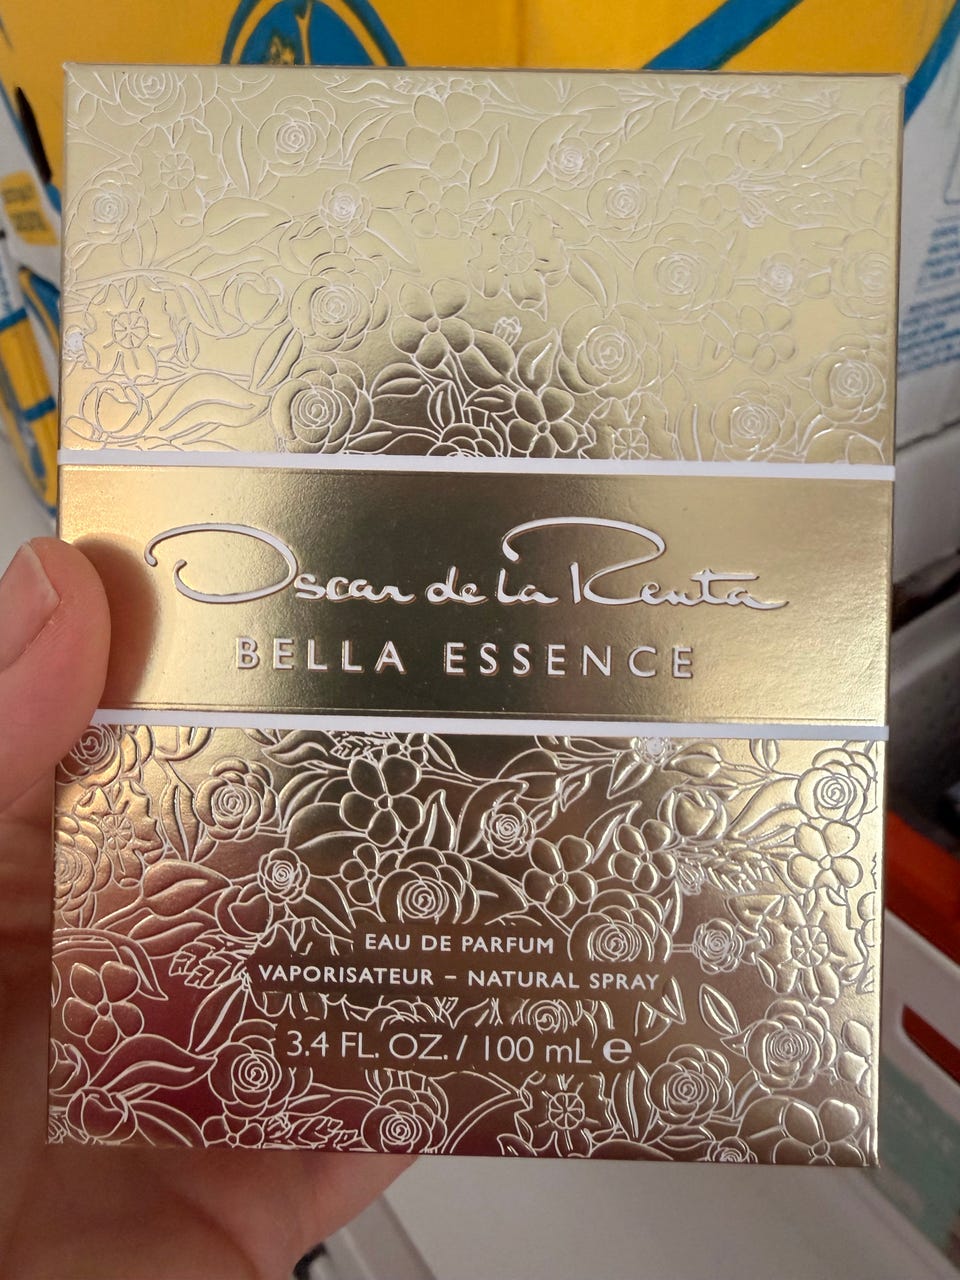 Oscar de la Renta
BELLA ESSENCE
EAU DE PARFUM
VAPORISATEUR – NATURAL SPRAY
3.4 FL. OZ. / 100 mL ℮